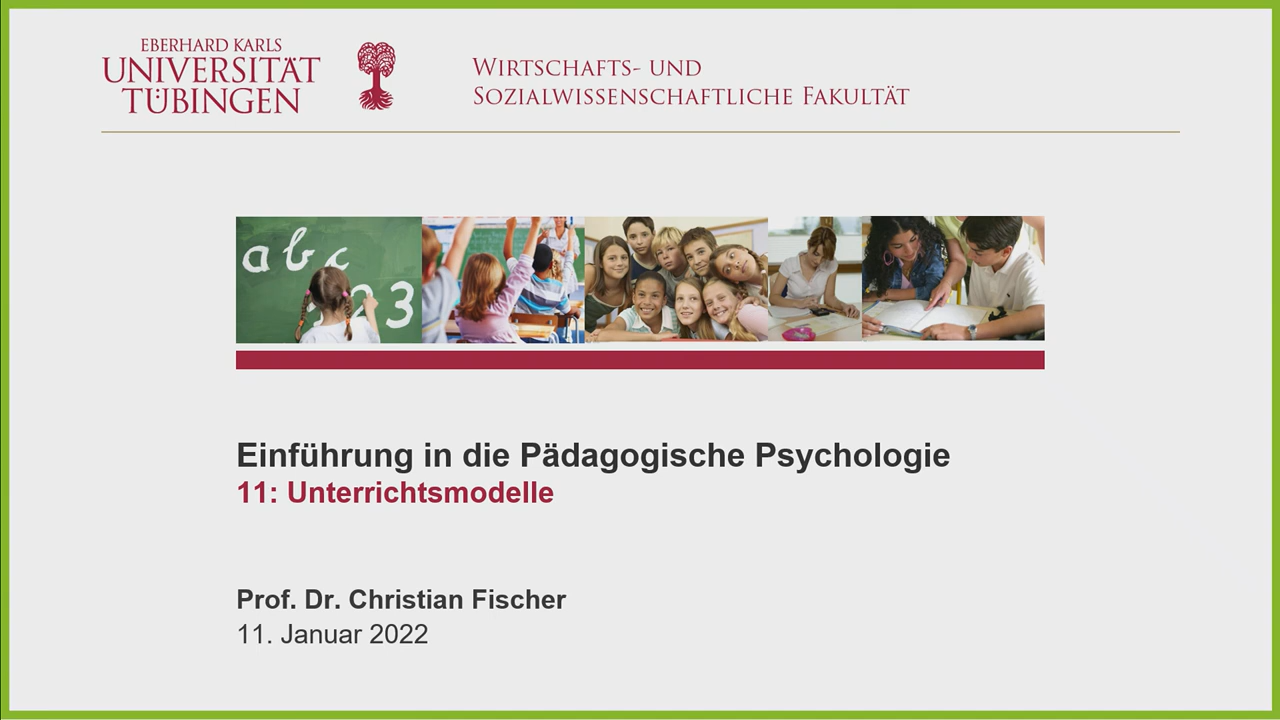 EBERHARD KARLS
UNIVERSITÄT
TÜBINGEN
WIRTSCHAFTS- UND
SOZIALWISSENSCHAFTLICHE FAKULTÄT
abc
123
Einführung in die Pädagogische Psychologie
11: Unterrichtsmodelle
Prof. Dr. Christian Fischer
11. Januar 2022